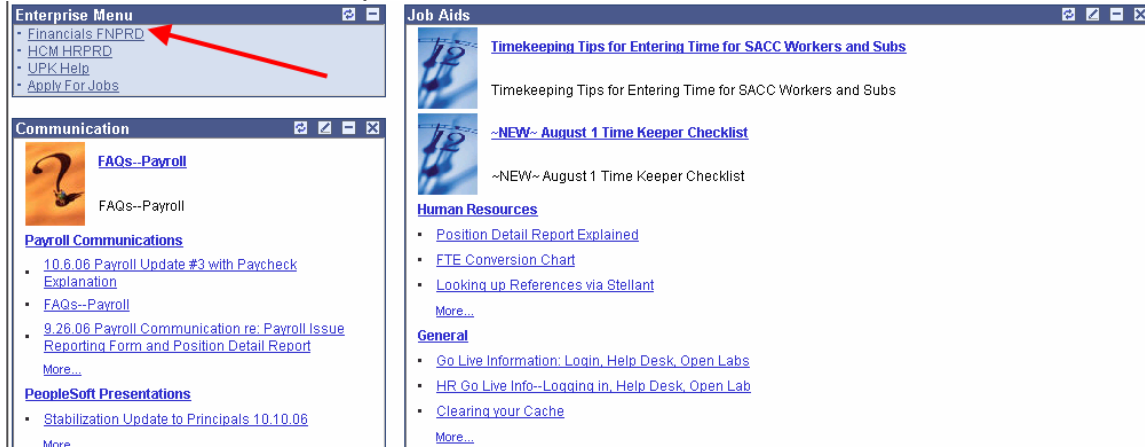 Enterprise Menu
Financials FNPRD
HCM HRPRD
UPK Help
Apply For Jobs
Communication
FAQs--Payroll
FAQs--Payroll
Payroll Communications
10.6.06 Payroll Update #3 with Paycheck
Explanation
FAQs--Payroll
9.26.06 Payroll Communication re: Payroll Issue
Reporting Form and Position Detail Report
More...
PeopleSoft Presentations
Stabilization Update to Principals 10.10.06
More...
Job Aids
Timekeeping Tips for Entering Time for SACC Workers and Subs
Timekeeping Tips for Entering Time for SACC Workers and Subs
~NEW~ August 1 Time Keeper Checklist
~NEW~ August 1 Time Keeper Checklist
Human Resources
Position Detail Report Explained
FTE Conversion Chart
Looking up References via Stellant
More...
General
Go Live Information: Login, Help Desk, Open Labs
HR Go Live Info--Logging in, Help Desk, Open Lab
Clearing your Cache
More...